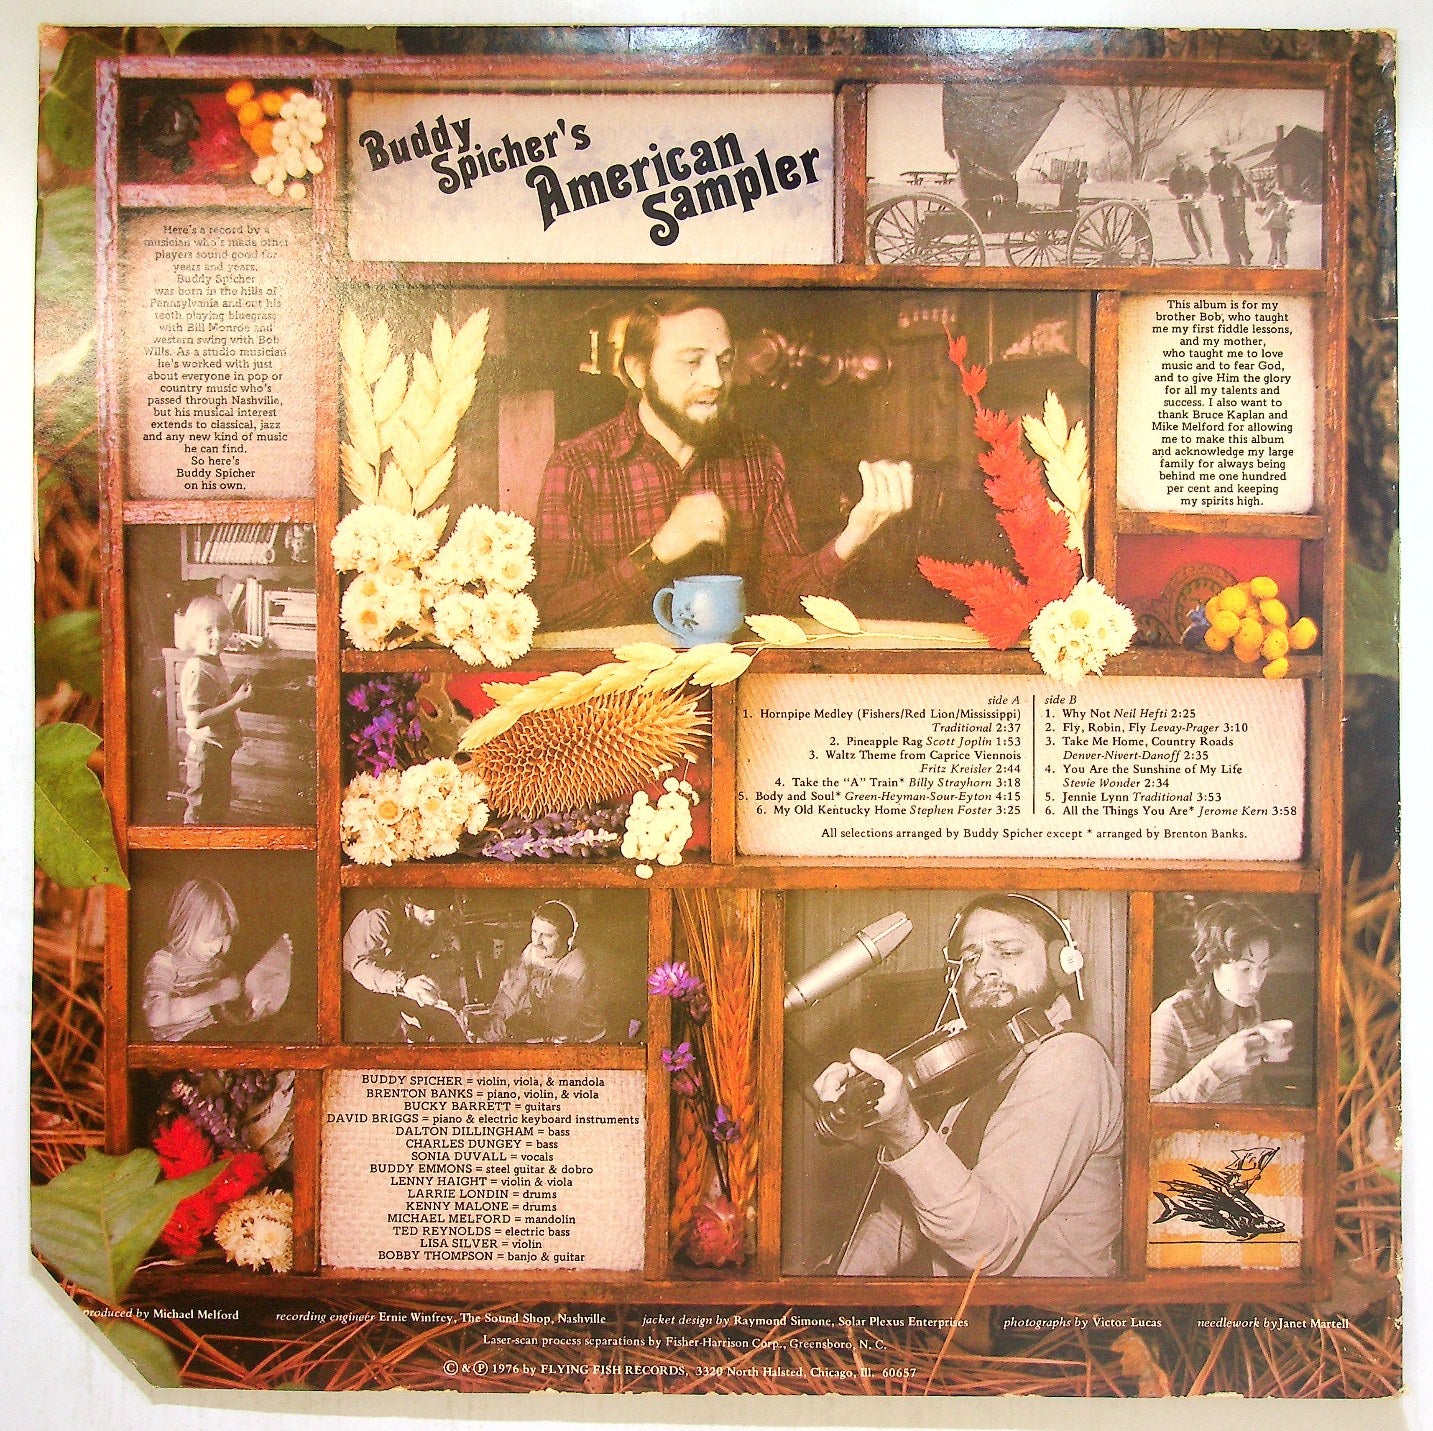 Buddy
Spicher's
American
Sampler
Here's a record by a
musician who's made other
players sound good for
years and years.
Buddy Spicher
was born in the hills of
Pennsylvania and cut his
teeth playing bluegrass
with Bill Monroe and
western swing with Bob
Wills. As a studio musician
he's worked with just
about everyone in pop or
country music who's
passed through Nashville,
but his musical interest
extends to classical, jazz
and any new kind of music
he can find.
So here's
Buddy Spicher
on his own.
This album is for my
brother Bob, who taught
me my first fiddle lessons,
and my mother,
who taught me to love
music and to fear God,
and to give Him the glory
for all my talents and
success. I also want to
thank Bruce Kaplan and
Mike Melford for allowing
me to make this album
and acknowledge my large
family for always being
behind me one hundred
per cent and keeping
my spirits high.
side A
1. Hornpipe Medley (Fishers/Red Lion/Mississippi)
Traditional 2:37
2. Pineapple Rag Scott Joplin 1:53
3. Waltz Theme from Caprice Viennois
Fritz Kreisler 2:44
4. Take the "A" Train* Billy Strayhorn 3:18
5. Body and Soul* Green-Heyman-Sour-Eyton 4:15
6. My Old Kentucky Home Stephen Foster 3:25
side B
1. Why Not Neil Hefti 2:25
2. Fly, Robin, Fly Levay-Prager 3:10
3. Take Me Home, Country Roads
Denver-Nivert-Danoff 2:35
4. You Are the Sunshine of My Life
Stevie Wonder 2:34
5. Jennie Lynn Traditional 3:53
6. All the Things You Are* Jerome Kern 3:58
All selections arranged by Buddy Spicher except * arranged by Brenton Banks.
BUDDY SPICHER = violin, viola, & mandola
BRENTON BANKS = piano, violin, & viola
BUCKY BARRETT = guitars
DAVID BRIGGS = piano & electric keyboard instruments
DALTON DILLINGHAM = bass
CHARLES DUNGEY = bass
SONIA DUVALL = vocals
BUDDY EMMONS = steel guitar & dobro
LENNY HAIGHT = violin & viola
LARRIE LONDIN = drums
KENNY MALONE = drums
MICHAEL MELFORD = mandolin
TED REYNOLDS = electric bass
LISA SILVER = violin
BOBBY THOMPSON = banjo & guitar
produced by Michael Melford recording engineer Ernie Winfrey, The Sound Shop, Nashville jacket design by Raymond Simone, Solar Plexus Enterprises photographs by Victor Lucas needlework by Janet Martell
Laser-scan process separations by Fisher-Harrison Corp., Greensboro, N. C.
© & ℗ 1976 by FLYING FISH RECORDS, 3320 North Halsted, Chicago, Ill. 60657